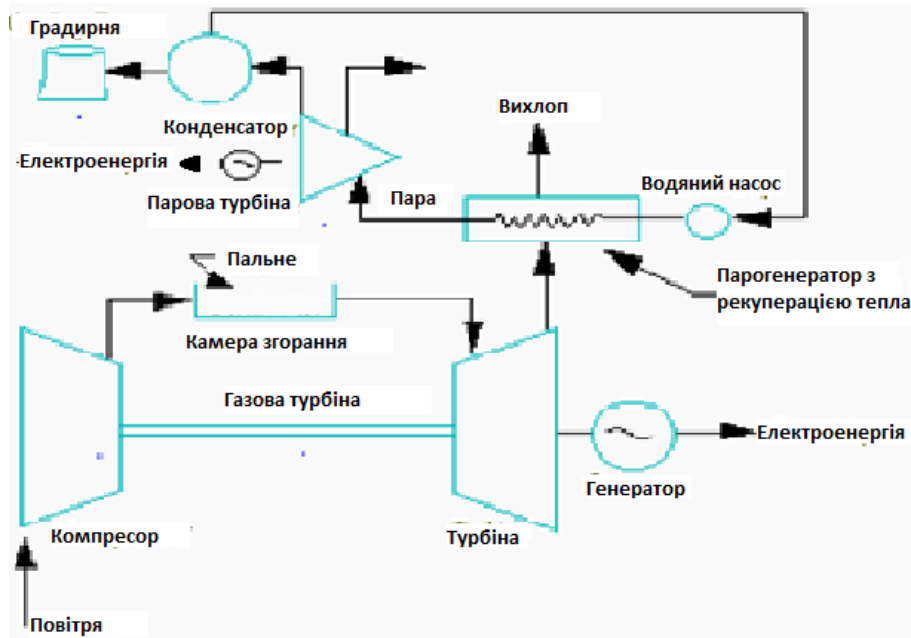 Градирня
Конденсатор
Електроенергія
Парова турбіна
Вихлоп
Пара
Водяний насос
Парогенератор з
рекуперацією тепла
Пальне
Камера згорання
Газова турбіна
Електроенергія
Генератор
Компресор
Турбіна
Повітря